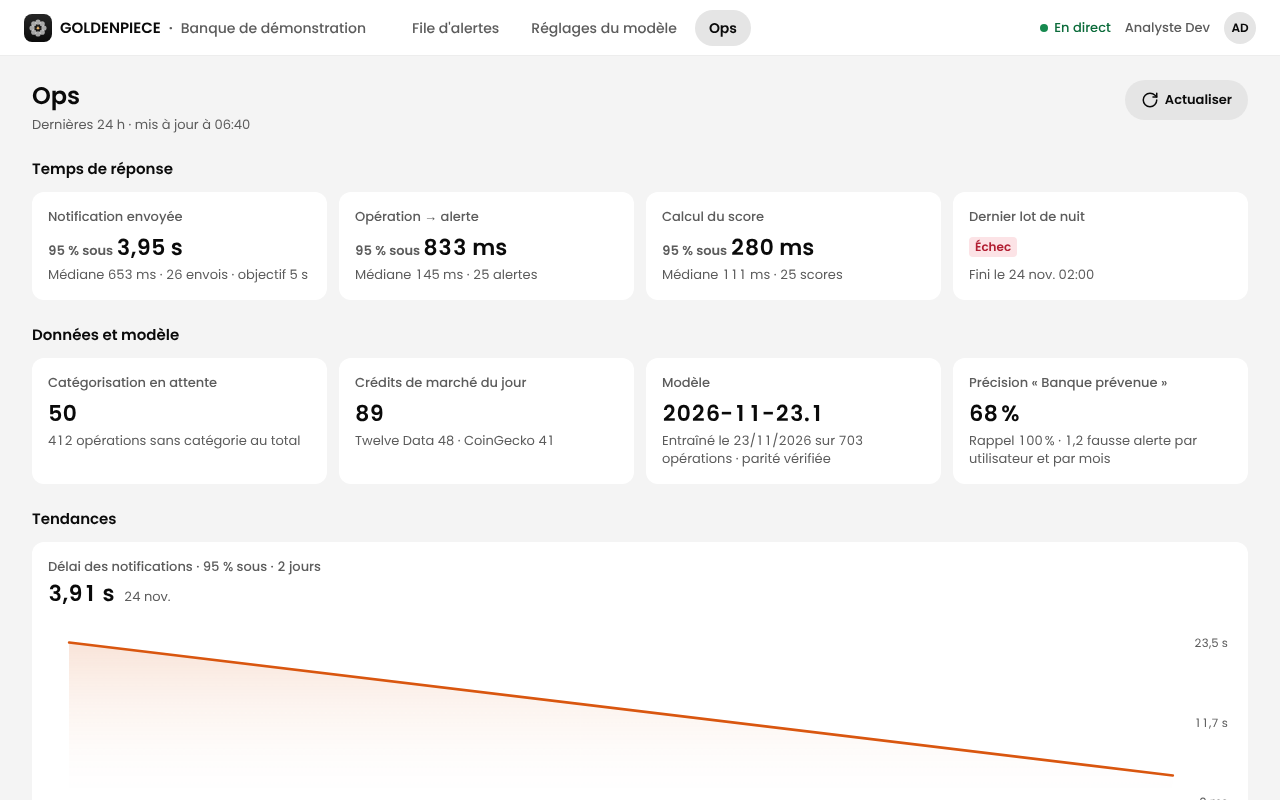 GOLDENPIECE · Banque de démonstration File d'alertes Réglages du modèle Ops En direct Analyste Dev AD
Ops
Dernières 24 h · mis à jour à 06:40
Actualiser
Temps de réponse
Notification envoyée
95 % sous 3,95 s
Médiane 653 ms · 26 envois · objectif 5 s
Opération → alerte
95 % sous 833 ms
Médiane 145 ms · 25 alertes
Calcul du score
95 % sous 280 ms
Médiane 111 ms · 25 scores
Dernier lot de nuit
Échec
Fini le 24 nov. 02:00
Données et modèle
Catégorisation en attente
50
412 opérations sans catégorie au total
Crédits de marché du jour
89
Twelve Data 48 · CoinGecko 41
Modèle
2026-11-23.1
Entraîné le 23/11/2026 sur 703
opérations · parité vérifiée
Précision « Banque prévenue »
68 %
Rappel 100 % · 1,2 fausse alerte par
utilisateur et par mois
Tendances
Délai des notifications · 95 % sous · 2 jours
3,91 s 24 nov.
23,5 s
11,7 s